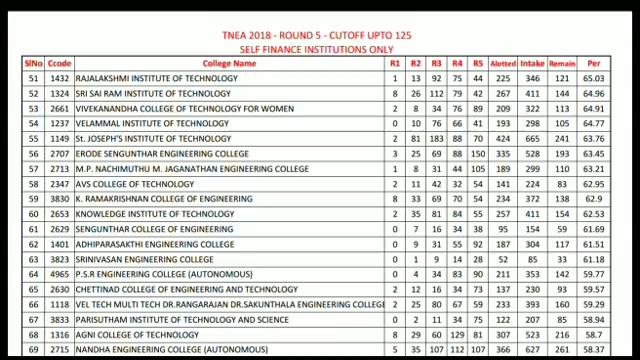 TNEA 2018 - ROUND 5 - CUTOFF UPTO 125
SELF FINANCE INSTITUTIONS ONLY
SlNo Ccode College Name R1 R2 R3 R4 R5 Alotted Intake Remain Per
51 1432 RAJALAKSHMI INSTITUTE OF TECHNOLOGY 1 13 92 75 44 225 346 121 65.03
52 1324 SRI SAI RAM INSTITUTE OF TECHNOLOGY 8 26 112 79 42 267 411 144 64.96
53 2661 VIVEKANANDHA COLLEGE OF TECHNOLOGY FOR WOMEN 2 8 34 76 89 209 322 113 64.91
54 1237 VELAMMAL INSTITUTE OF TECHNOLOGY 0 10 76 66 41 193 298 105 64.77
55 1149 St. JOSEPH'S INSTITUTE OF TECHNOLOGY 2 81 183 88 70 424 665 241 63.76
56 2707 ERODE SENGUNTHAR ENGINEERING COLLEGE 3 25 69 88 150 335 528 193 63.45
57 2713 M.P. NACHIMUTHU M. JAGANATHAN ENGINEERING COLLEGE 1 8 31 44 105 189 299 110 63.21
58 2347 AVS COLLEGE OF TECHNOLOGY 2 11 42 32 54 141 224 83 62.95
59 3830 K. RAMAKRISHNAN COLLEGE OF ENGINEERING 8 33 69 70 54 234 372 138 62.9
60 2653 KNOWLEDGE INSTITUTE OF TECHNOLOGY 2 35 81 84 55 257 411 154 62.53
61 2629 SENGUNTHAR COLLEGE OF ENGINEERING 0 7 16 34 38 95 154 59 61.69
62 1401 ADHIPARASAKTHI ENGINEERING COLLEGE 0 9 31 55 92 187 304 117 61.51
63 3823 SRINIVASAN ENGINEERING COLLEGE 0 1 9 14 28 52 85 33 61.18
64 4965 P.S.R ENGINEERING COLLEGE (AUTONOMOUS) 0 4 34 83 90 211 353 142 59.77
65 2630 CHETTINAD COLLEGE OF ENGINEERING AND TECHNOLOGY 2 12 16 34 73 137 230 93 59.57
66 1118 VEL TECH MULTI TECH DR.RANGARAJAN DR.SAKUNTHALA ENGINEERING COLLEGE 2 25 80 67 59 233 393 160 59.29
67 3833 PARISUTHAM INSTITUTE OF TECHNOLOGY AND SCIENCE 0 2 11 34 75 122 207 85 58.94
68 1316 AGNI COLLEGE OF TECHNOLOGY 8 29 60 129 81 307 523 216 58.7
69 2715 NANDHA ENGINEERING COLLEGE (AUTONOMOUS) 5 35 107 112 107 366 627 261 58.37